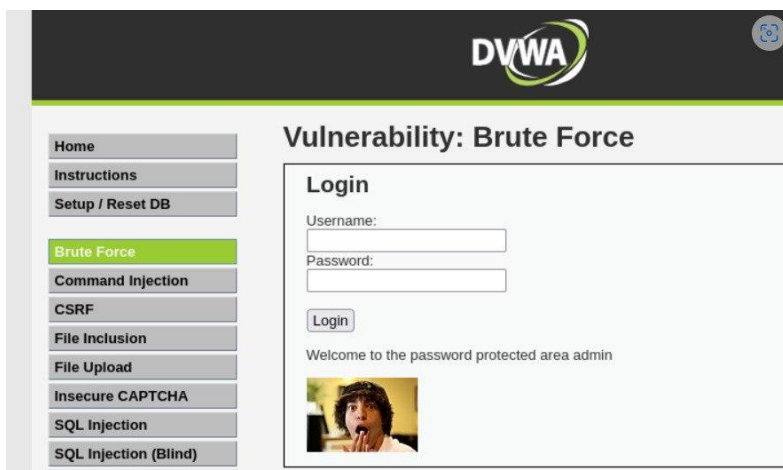 DVWA
Home
Instructions
Setup / Reset DB
Brute Force
Command Injection
CSRF
File Inclusion
File Upload
Insecure CAPTCHA
SQL Injection
SQL Injection (Blind)
Vulnerability: Brute Force
Login
Username:
Password:
Login
Welcome to the password protected area admin